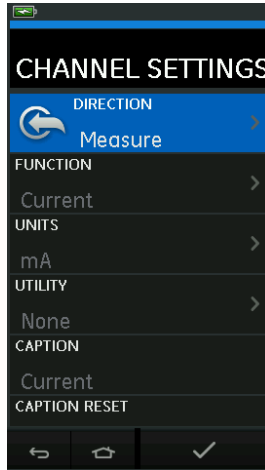 CHANNEL SETTINGS
DIRECTION
Measure
FUNCTION
Current
UNITS
mA
UTILITY
None
CAPTION
Current
CAPTION RESET